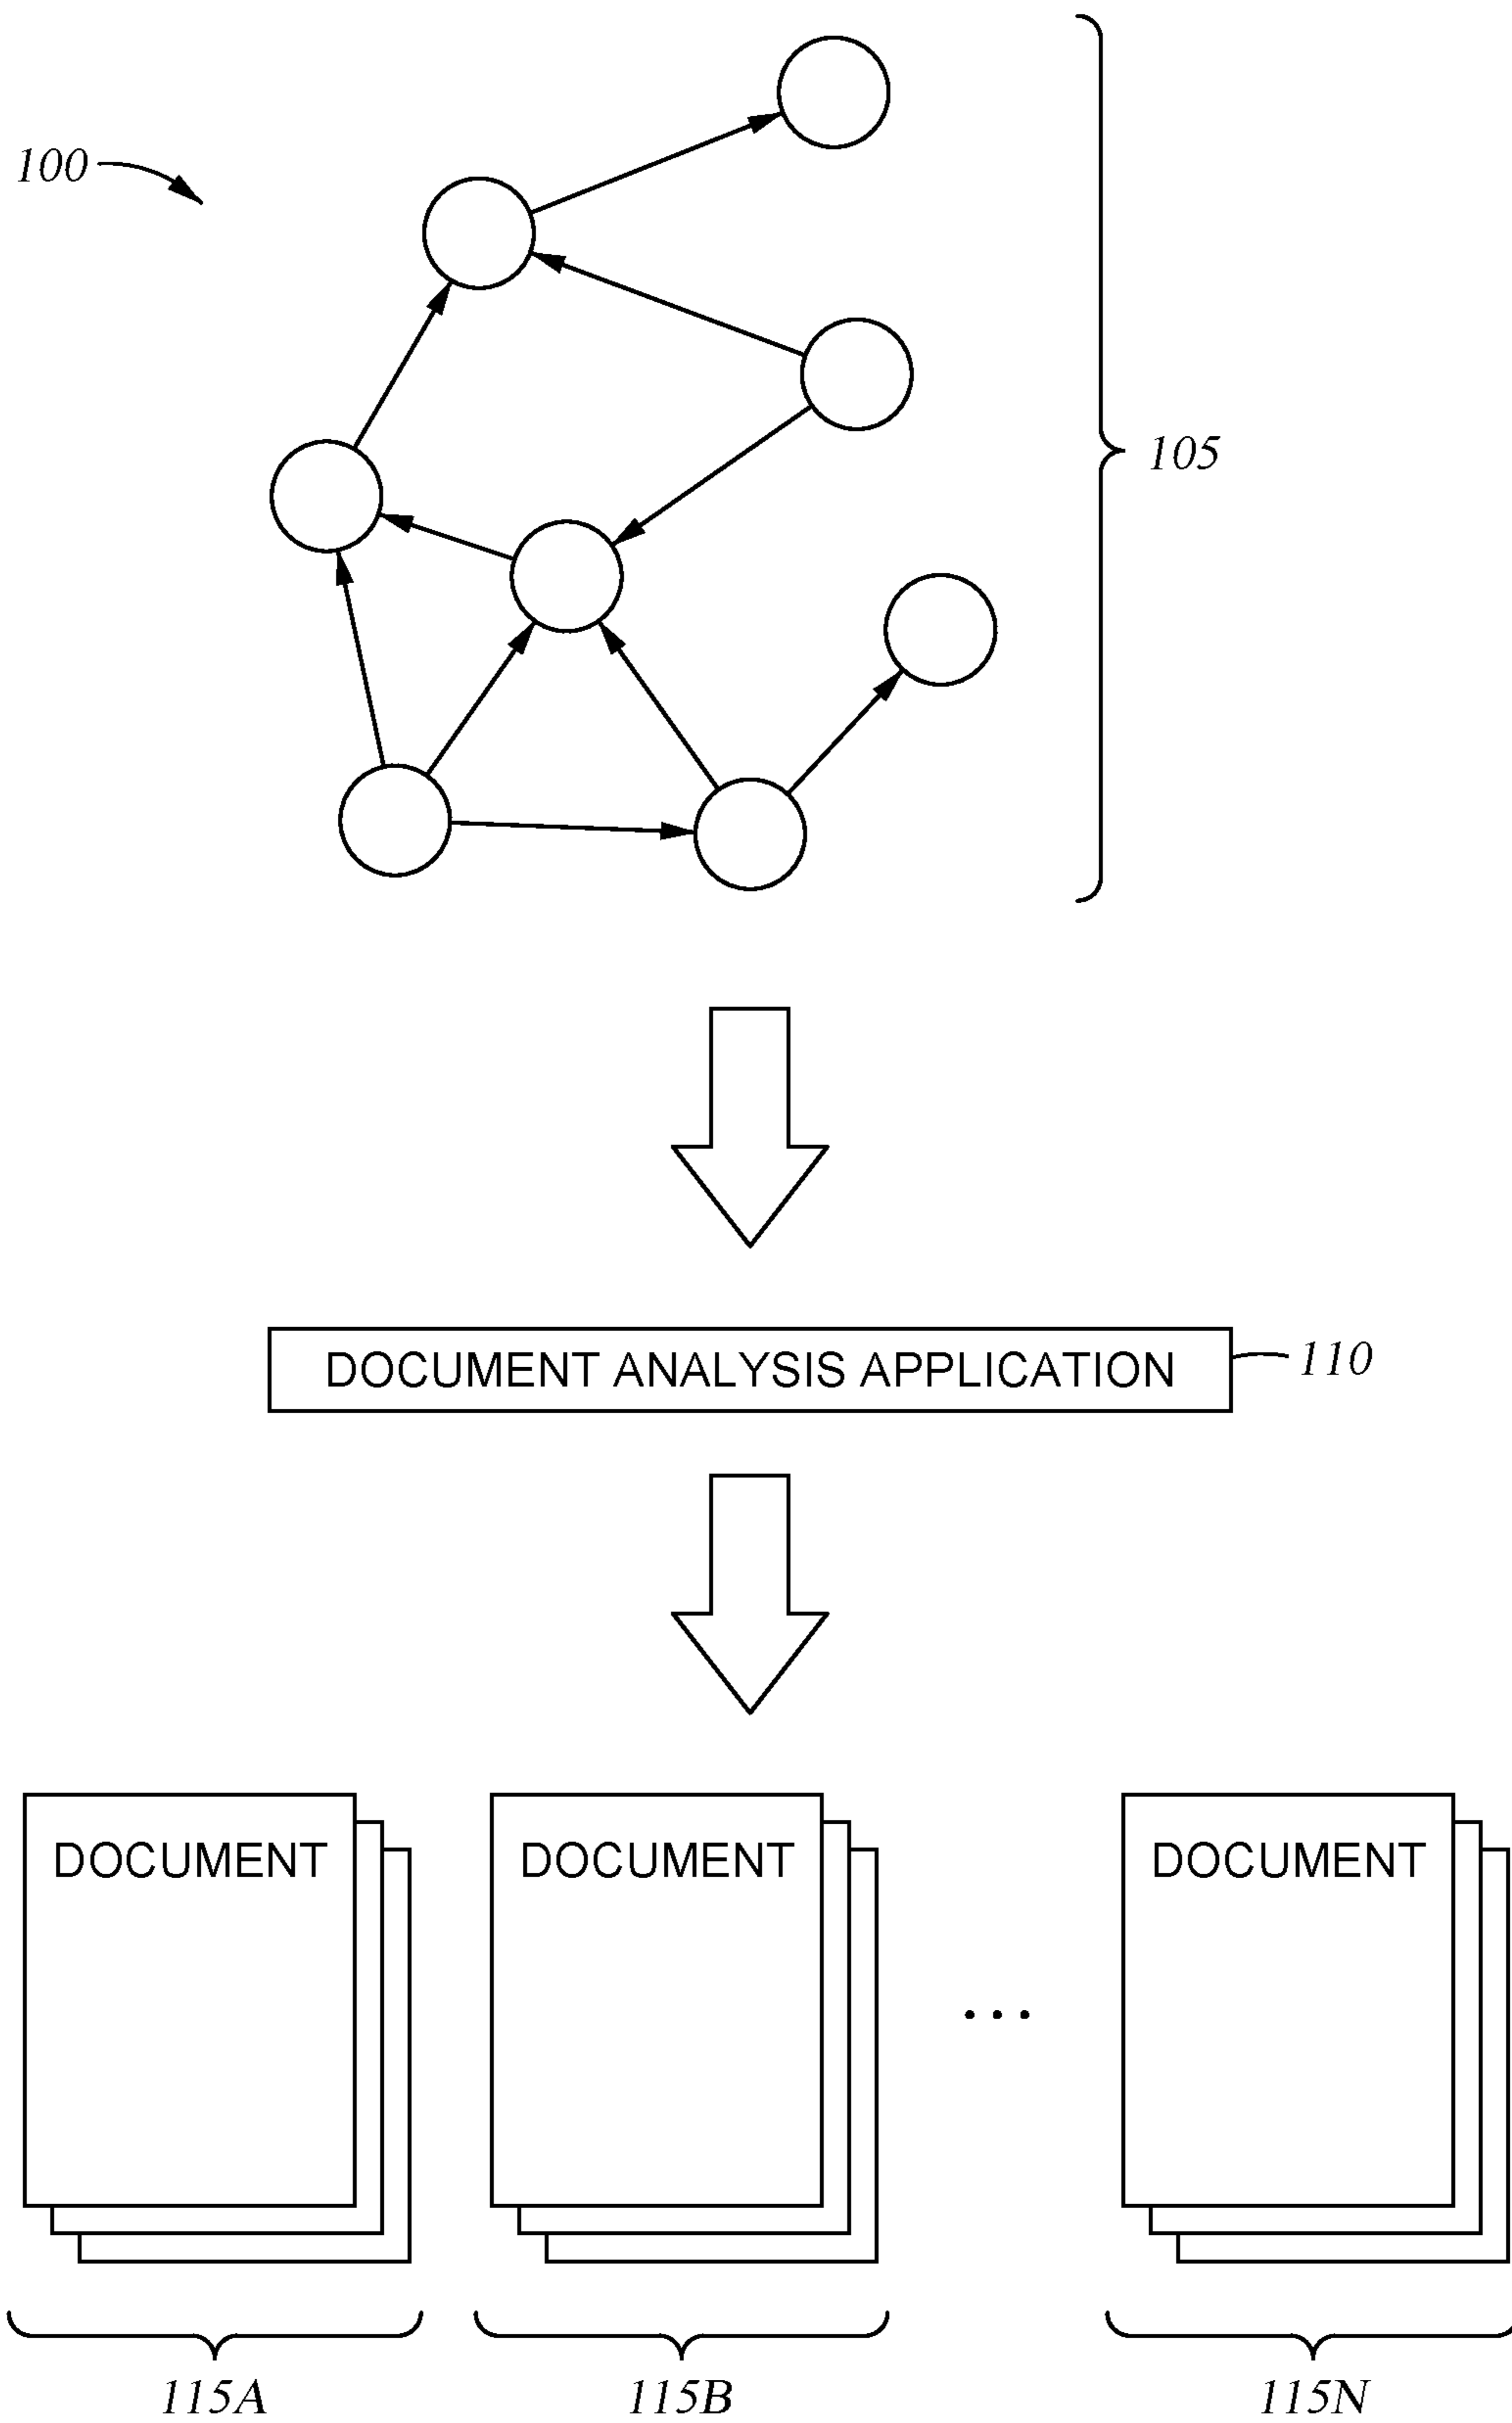 100
105
DOCUMENT ANALYSIS APPLICATION
110
DOCUMENT
DOCUMENT
...
DOCUMENT
115A
115B
115N